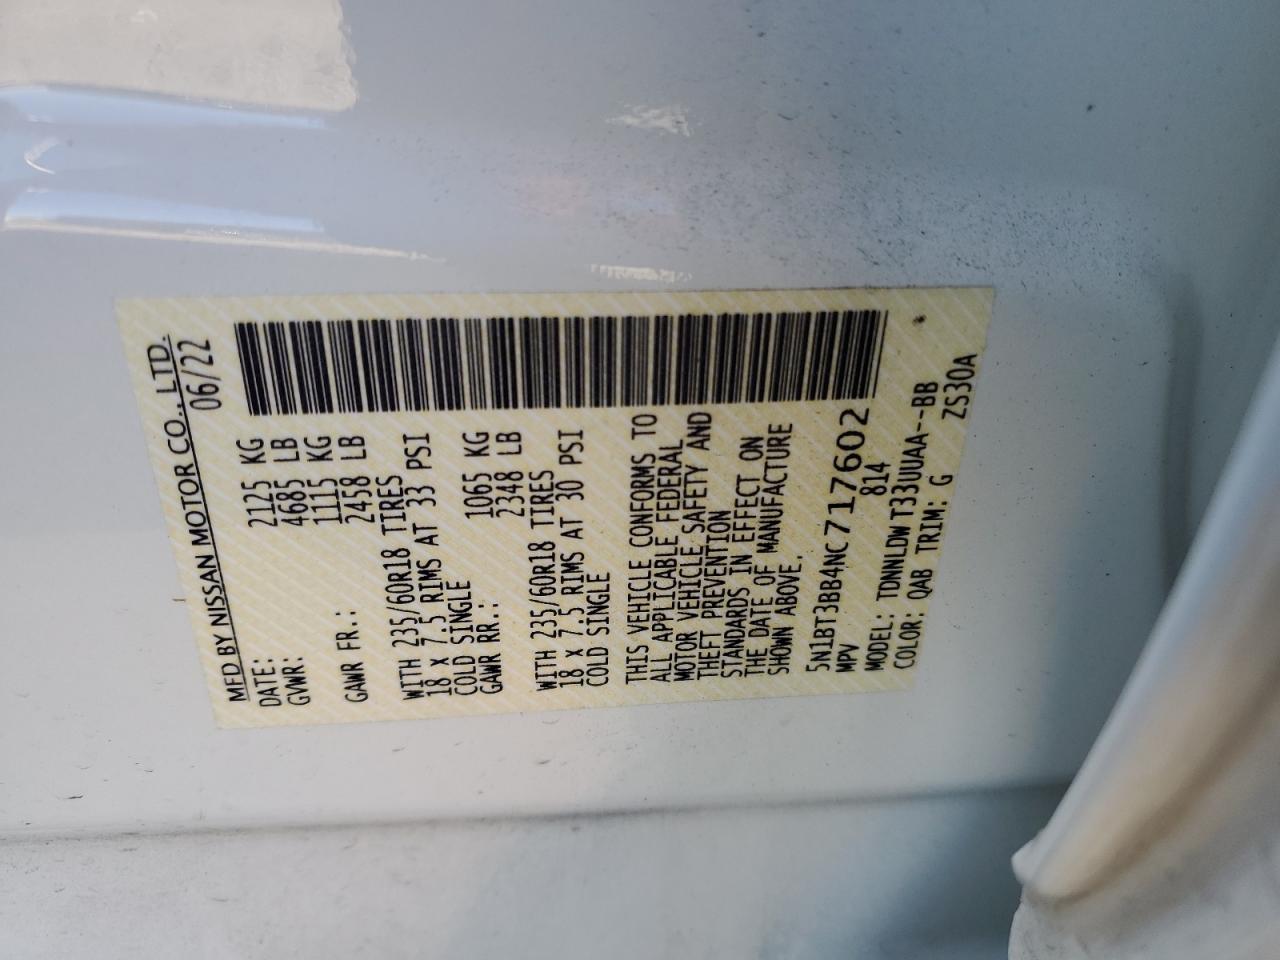 MFD BY NISSAN MOTOR CO., LTD.
DATE: 06/22
GVWR: 2125 KG
4685 LB
GAWR FR.: 1115 KG
2458 LB
WITH 235/60R18 TIRES
18 X 7.5 RIMS AT 33 PSI
COLD SINGLE
GAWR RR.: 1065 KG
2348 LB
WITH 235/60R18 TIRES
18 X 7.5 RIMS AT 30 PSI
COLD SINGLE
THIS VEHICLE CONFORMS TO
ALL APPLICABLE FEDERAL
MOTOR VEHICLE SAFETY AND
THEFT PREVENTION
STANDARDS IN EFFECT ON
THE DATE OF MANUFACTURE
SHOWN ABOVE.
5N1BT3BB4NC717602
MPV 814
MODEL: TDNNLDW T33UUAA--BB
COLOR: QAB TRIM: G ZS30A
*